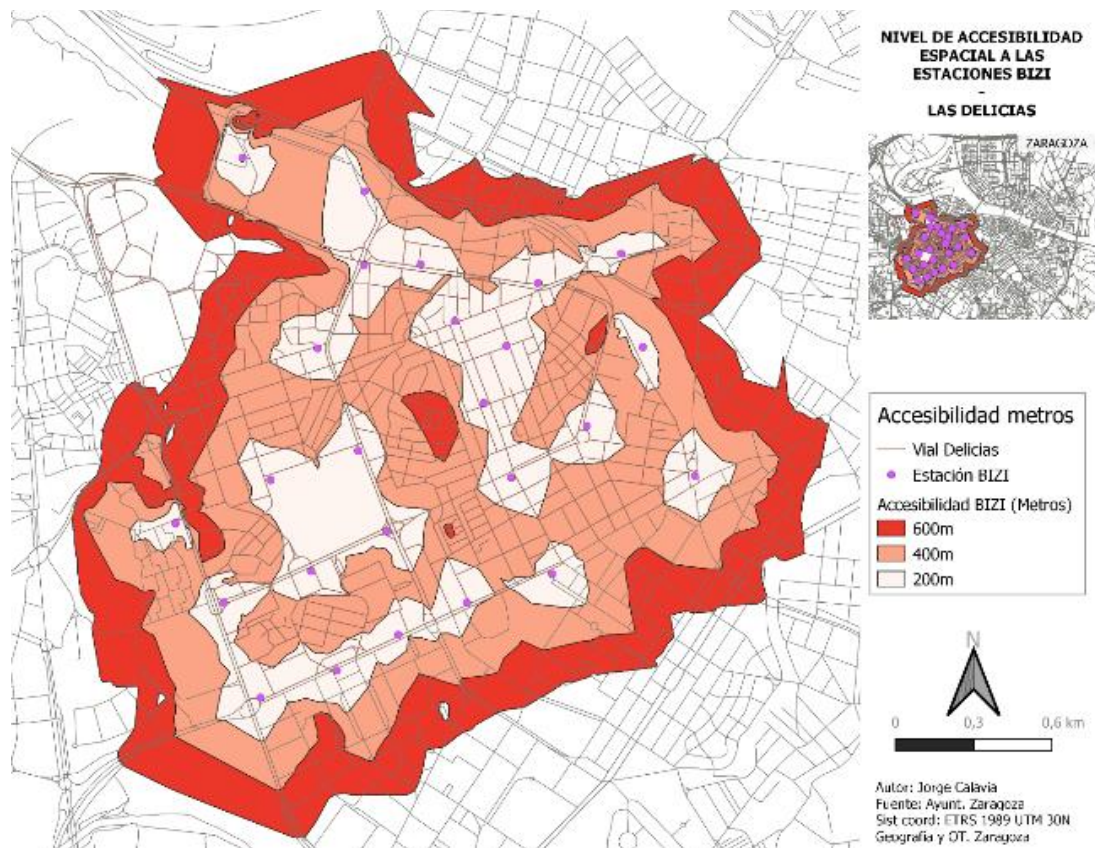 NIVEL DE ACCESIBILIDAD
ESPACIAL A LAS
ESTACIONES BIZI
-
LAS DELICIAS
ZARAGOZA
Accesibilidad metros
Vial Delicias
Estación BIZI
Accesibilidad BIZI (Metros)
600m
400m
200m
N
0 0,3 0,6 km
Autor: Jorge Calavia
Fuente: Ayunt. Zaragoza
Sist coord: ETRS 1989 UTM 30N
Geografia y OT. Zaragoza